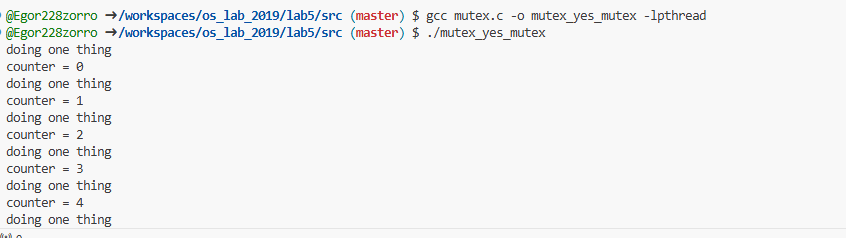 @Egor228zorro ➜/workspaces/os_lab_2019/lab5/src (master) $ gcc mutex.c -o mutex_yes_mutex -lpthread
@Egor228zorro ➜/workspaces/os_lab_2019/lab5/src (master) $ ./mutex_yes_mutex
doing one thing
counter = 0
doing one thing
counter = 1
doing one thing
counter = 2
doing one thing
counter = 3
doing one thing
counter = 4
doing one thing